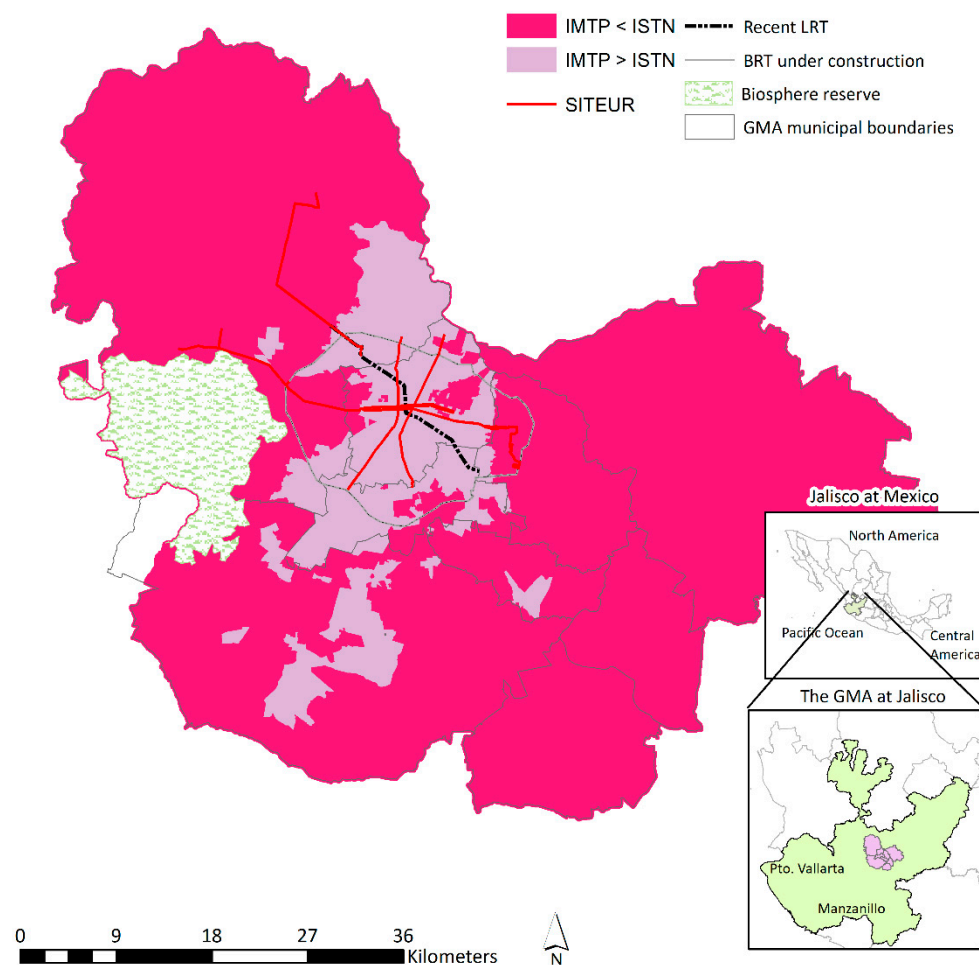 IMTP < ISTN
IMTP > ISTN
SITEUR
Recent LRT
BRT under construction
Biosphere reserve
GMA municipal boundaries
Jalisco at Mexico
North America
Pacific Ocean
Central
America
The GMA at Jalisco
Pto. Vallarta
Manzanillo
0 9 18 27 36
Kilometers
N